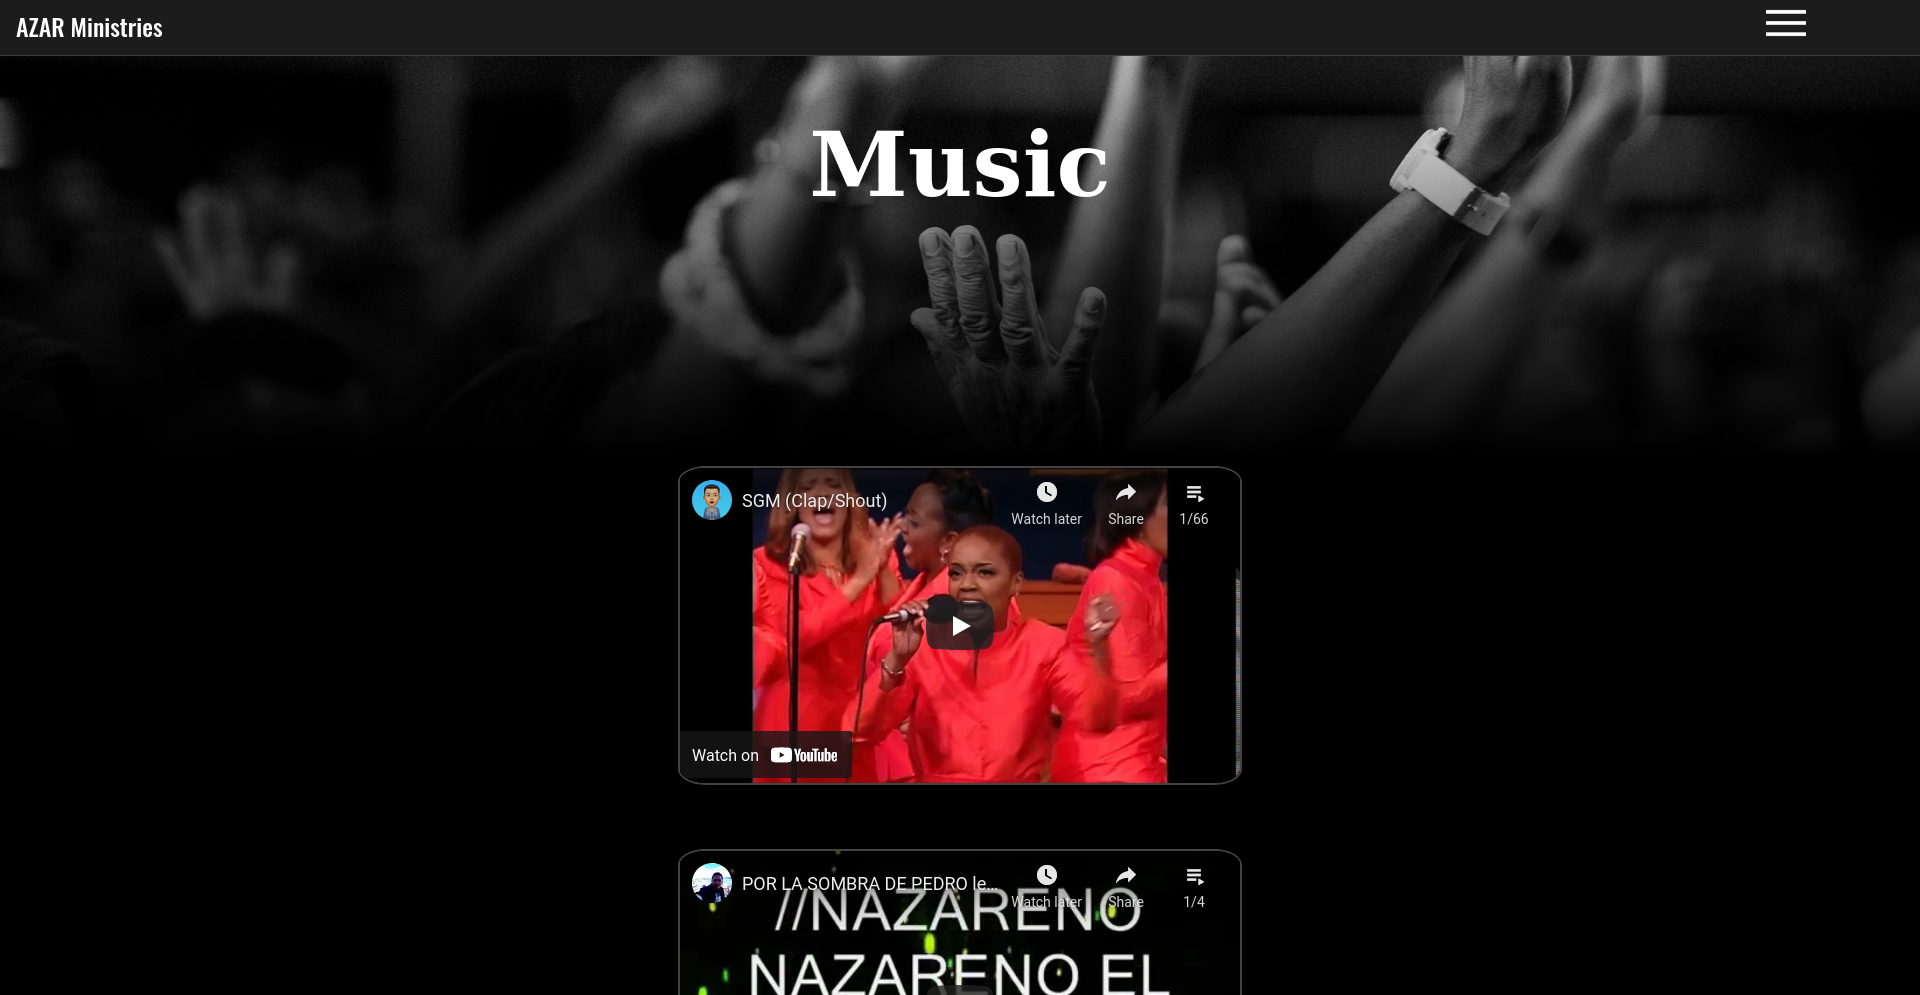 AZAR Ministries
Music
SGM (Clap/Shout)
Watch later
Share
1/66
Watch on YouTube
POR LA SOMBRA DE PEDRO le...
Watch later
Share
1/4
//NAZARENO
NAZARENO EL